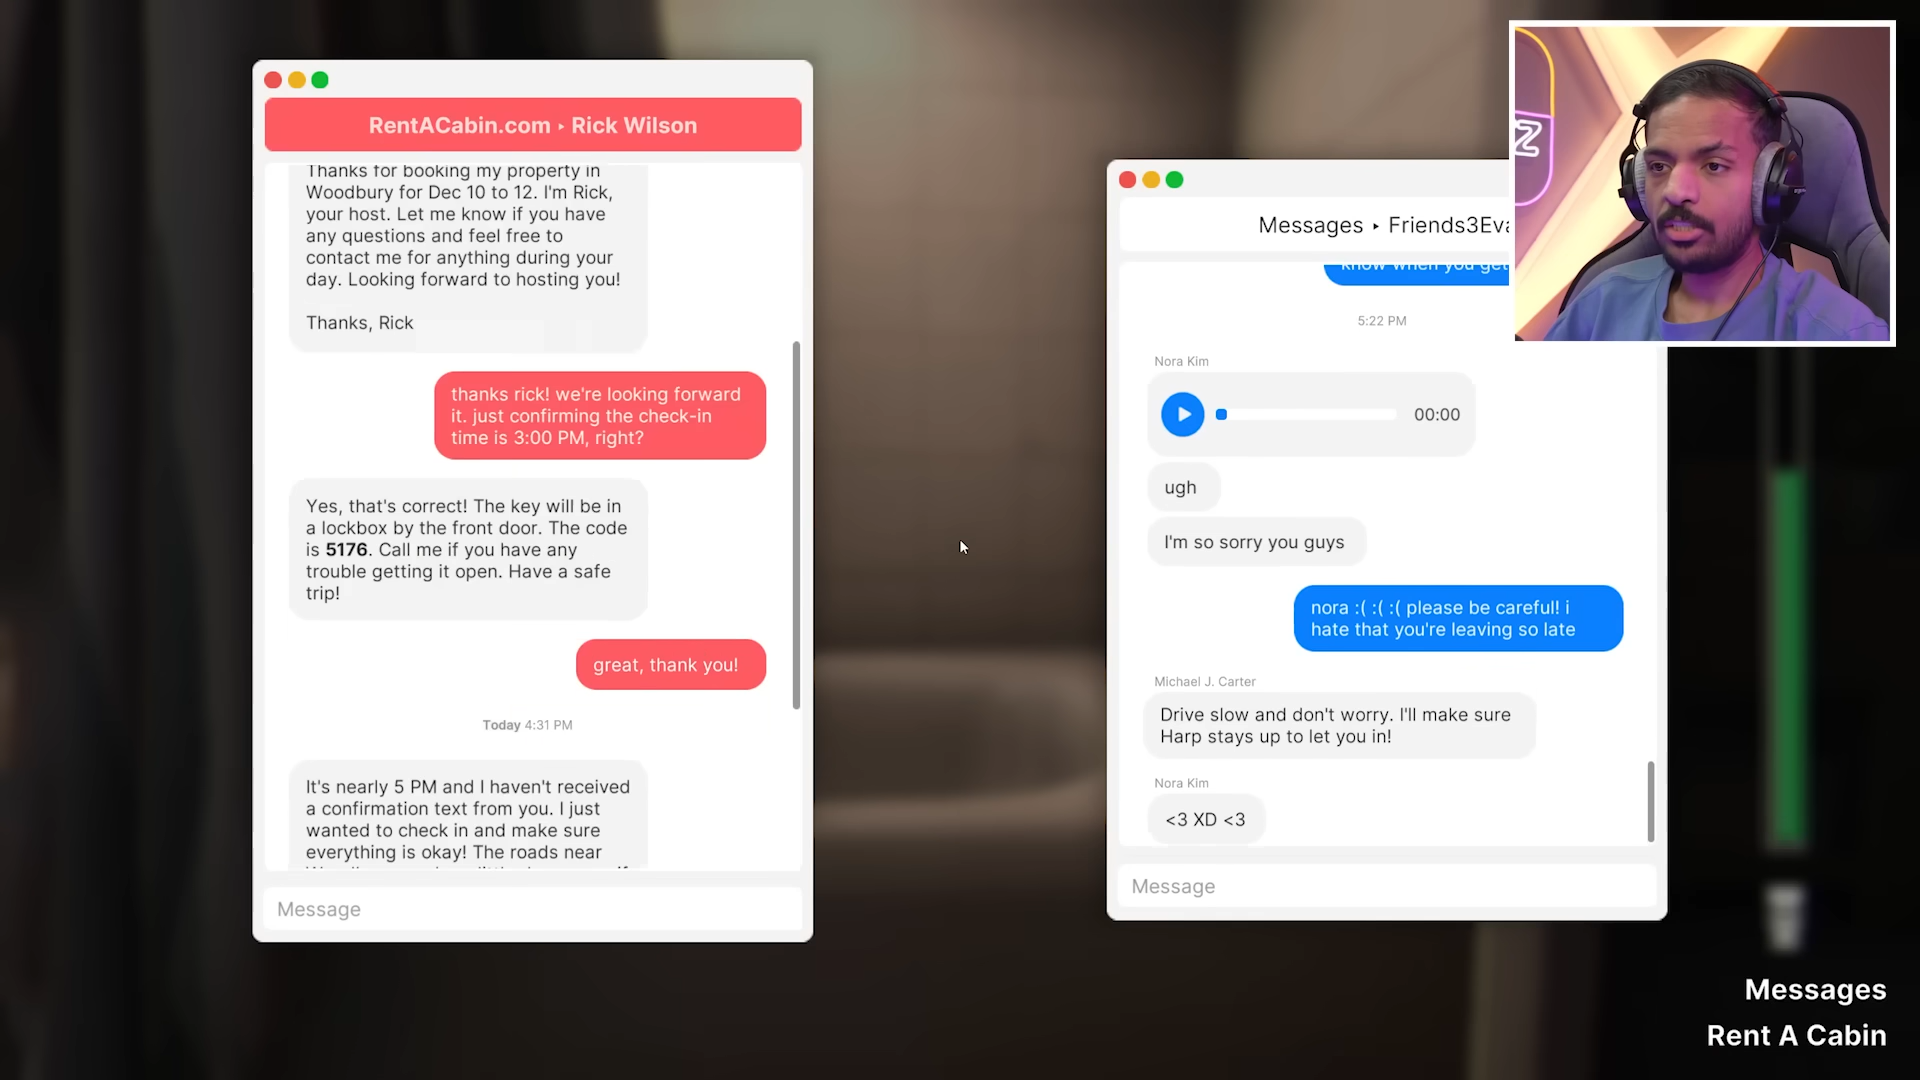 RentACabin.com ‣ Rick Wilson
Thanks for booking my property in
Woodbury for Dec 10 to 12. I'm Rick,
your host. Let me know if you have
any questions and feel free to
contact me for anything during your
day. Looking forward to hosting you!
Thanks, Rick
thanks rick! we're looking forward
it. just confirming the check-in
time is 3:00 PM, right?
Yes, that's correct! The key will be in
a lockbox by the front door. The code
is 5176. Call me if you have any
trouble getting it open. Have a safe
trip!
great, thank you!
Today 4:31 PM
It's nearly 5 PM and I haven't received
a confirmation text from you. I just
wanted to check in and make sure
everything is okay! The roads near
Message
Messages ‣ Friends3Eva
know when you get
5:22 PM
Nora Kim
00:00
ugh
I'm so sorry you guys
nora :( :( :( please be careful! i
hate that you're leaving so late
Michael J. Carter
Drive slow and don't worry. I'll make sure
Harp stays up to let you in!
Nora Kim
<3 XD <3
Message
Z
Messages
Rent A Cabin